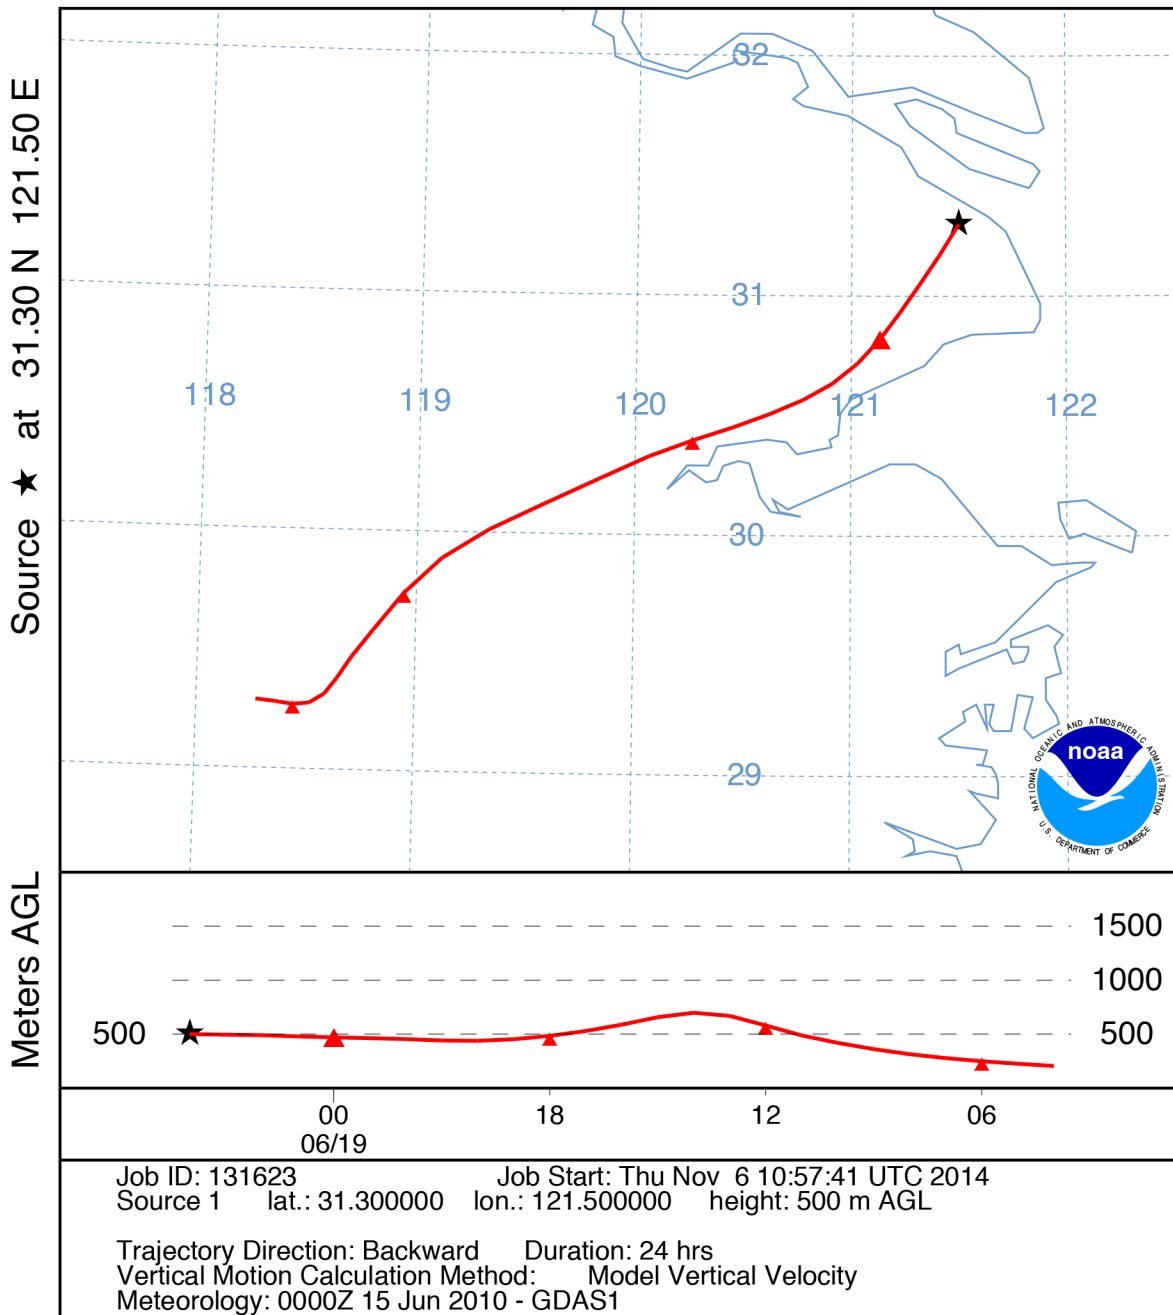 Source ★ at 31.30 N 121.50 E
32
31
118
119
120
121
122
30
29
NATIONAL OCEANIC AND ATMOSPHERIC ADMINISTRATION
noaa
U.S. DEPARTMENT OF COMMERCE
Meters AGL
1500
1000
500
500
00
18
12
06
06/19
Job ID: 131623 Job Start: Thu Nov 6 10:57:41 UTC 2014
Source 1 lat.: 31.300000 lon.: 121.500000 height: 500 m AGL
Trajectory Direction: Backward Duration: 24 hrs
Vertical Motion Calculation Method: Model Vertical Velocity
Meteorology: 0000Z 15 Jun 2010 - GDAS1